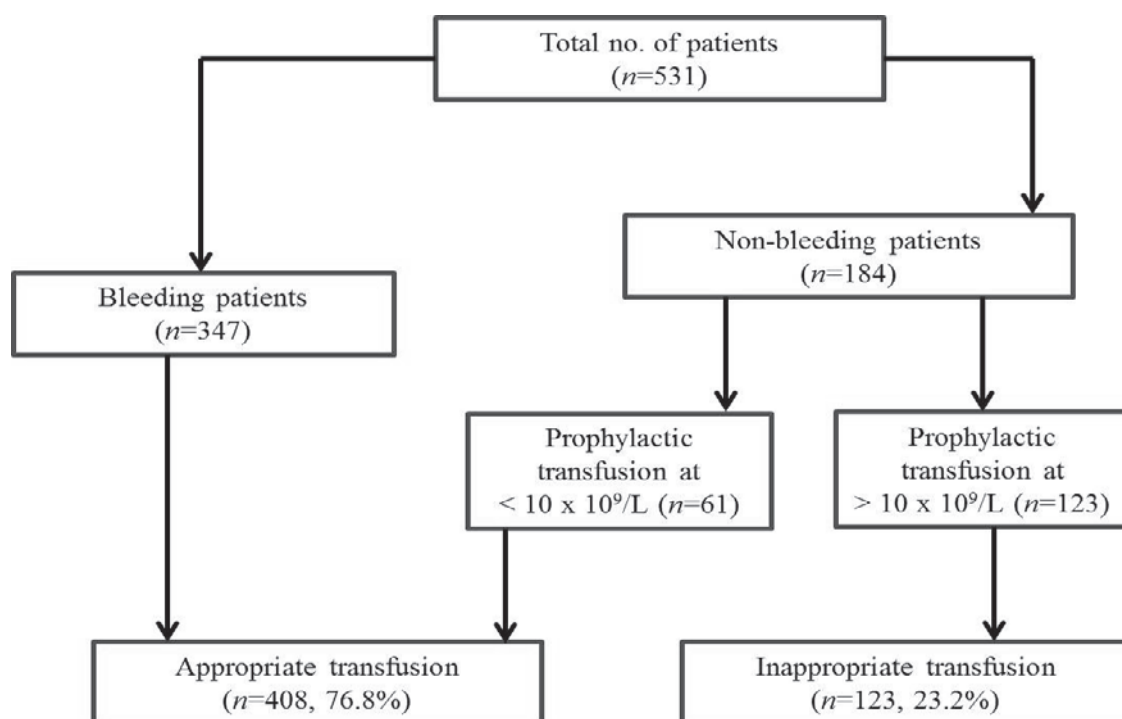 Total no. of patients
(n=531)
Non-bleeding patients
(n=184)
Bleeding patients
(n=347)
Prophylactic
transfusion at
< 10 x 10⁹/L (n=61)
Prophylactic
transfusion at
> 10 x 10⁹/L (n=123)
Appropriate transfusion
(n=408, 76.8%)
Inappropriate transfusion
(n=123, 23.2%)